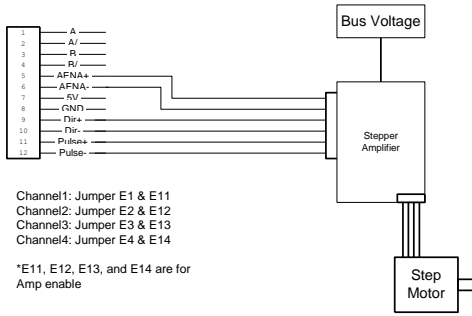 Bus Voltage
1 A
2 A/
3 B
4 B/
5 AENA+
6 AENA-
7 5V
8 GND
9 Dir+
10 Dir-
11 Pulse+
12 Pulse-
Stepper
Amplifier
Channel1: Jumper E1 & E11
Channel2: Jumper E2 & E12
Channel3: Jumper E3 & E13
Channel4: Jumper E4 & E14
*E11, E12, E13, and E14 are for
Amp enable
Step
Motor